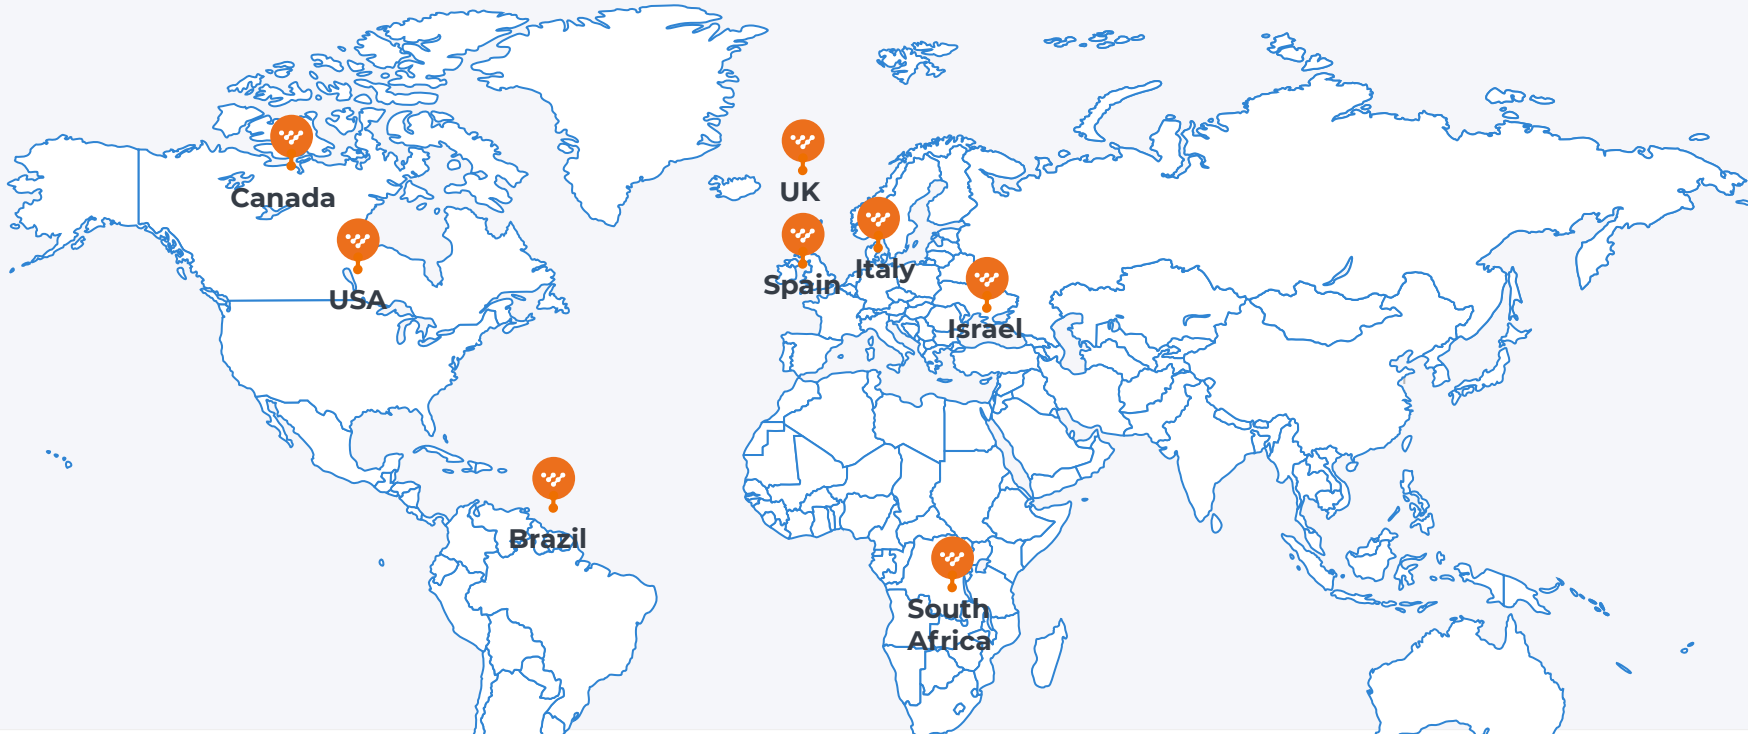 Canada
UK
USA
Spain
Italy
Israel
Brazil
South
Africa